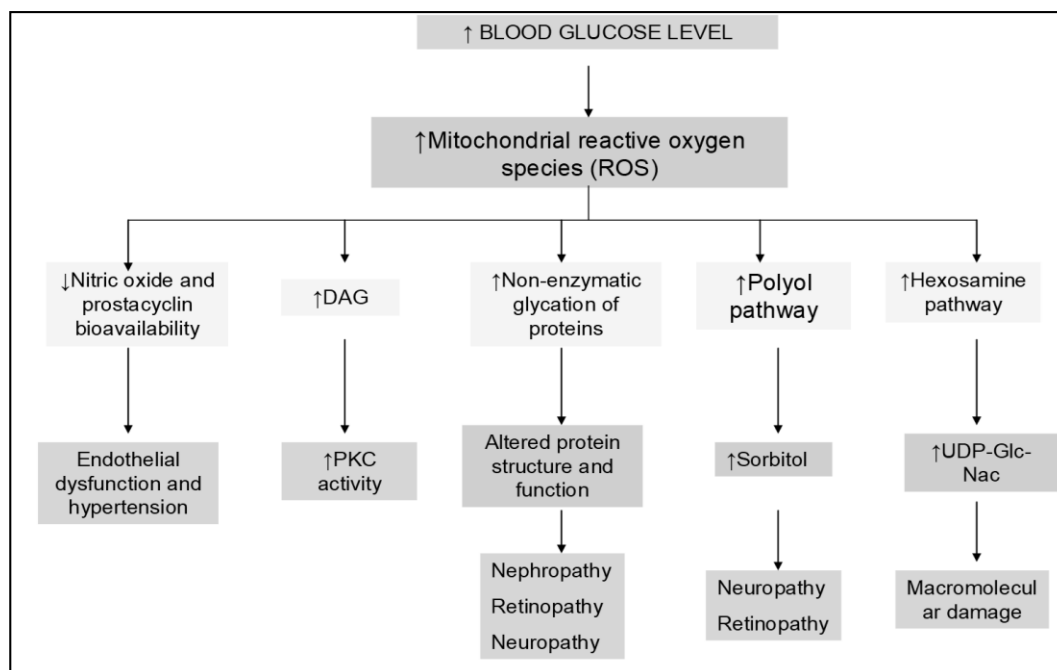 ↑ BLOOD GLUCOSE LEVEL
↑Mitochondrial reactive oxygen
species (ROS)
↓Nitric oxide and
prostacyclin
bioavailability
↑DAG
↑Non-enzymatic
glycation of
proteins
↑Polyol
pathway
↑Hexosamine
pathway
Endothelial
dysfunction and
hypertension
↑PKC
activity
Altered protein
structure and
function
↑Sorbitol
↑UDP-Glc-
Nac
Nephropathy
Retinopathy
Neuropathy
Neuropathy
Retinopathy
Macromolecul
ar damage